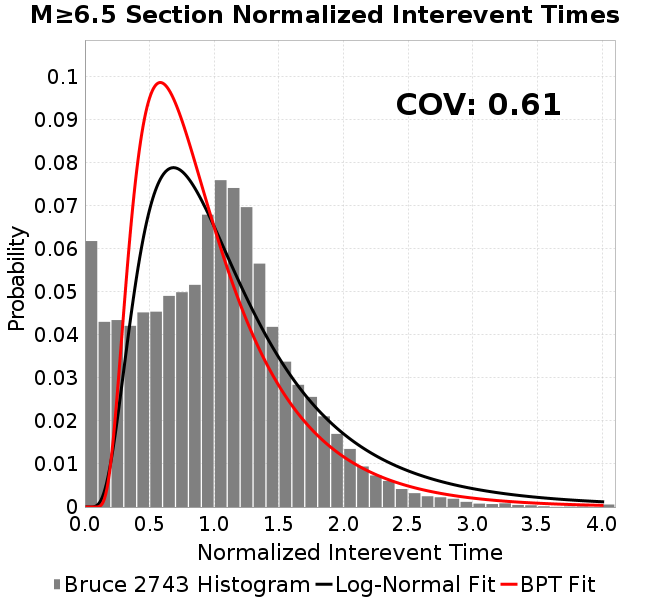 M≥6.5 Section Normalized Interevent Times
COV: 0.61
Probability
0.1
0.09
0.08
0.07
0.06
0.05
0.04
0.03
0.02
0.01
0
0.0 0.5 1.0 1.5 2.0 2.5 3.0 3.5 4.0
Normalized Interevent Time
Bruce 2743 Histogram Log-Normal Fit BPT Fit